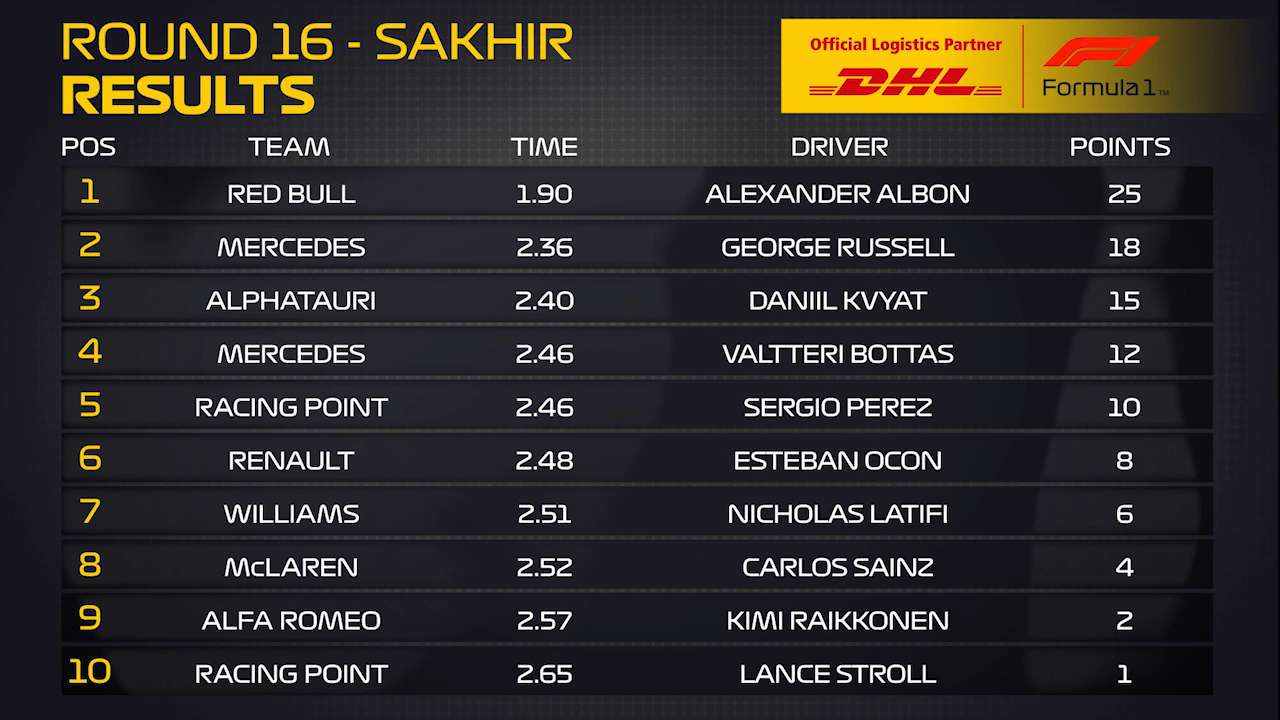 ROUND 16 - SAKHIR
RESULTS
Official Logistics Partner
DHL
F1
Formula 1™
POS TEAM TIME DRIVER POINTS
1 RED BULL 1.90 ALEXANDER ALBON 25
2 MERCEDES 2.36 GEORGE RUSSELL 18
3 ALPHATAURI 2.40 DANIIL KVYAT 15
4 MERCEDES 2.46 VALTTERI BOTTAS 12
5 RACING POINT 2.46 SERGIO PEREZ 10
6 RENAULT 2.48 ESTEBAN OCON 8
7 WILLIAMS 2.51 NICHOLAS LATIFI 6
8 McLAREN 2.52 CARLOS SAINZ 4
9 ALFA ROMEO 2.57 KIMI RAIKKONEN 2
10 RACING POINT 2.65 LANCE STROLL 1